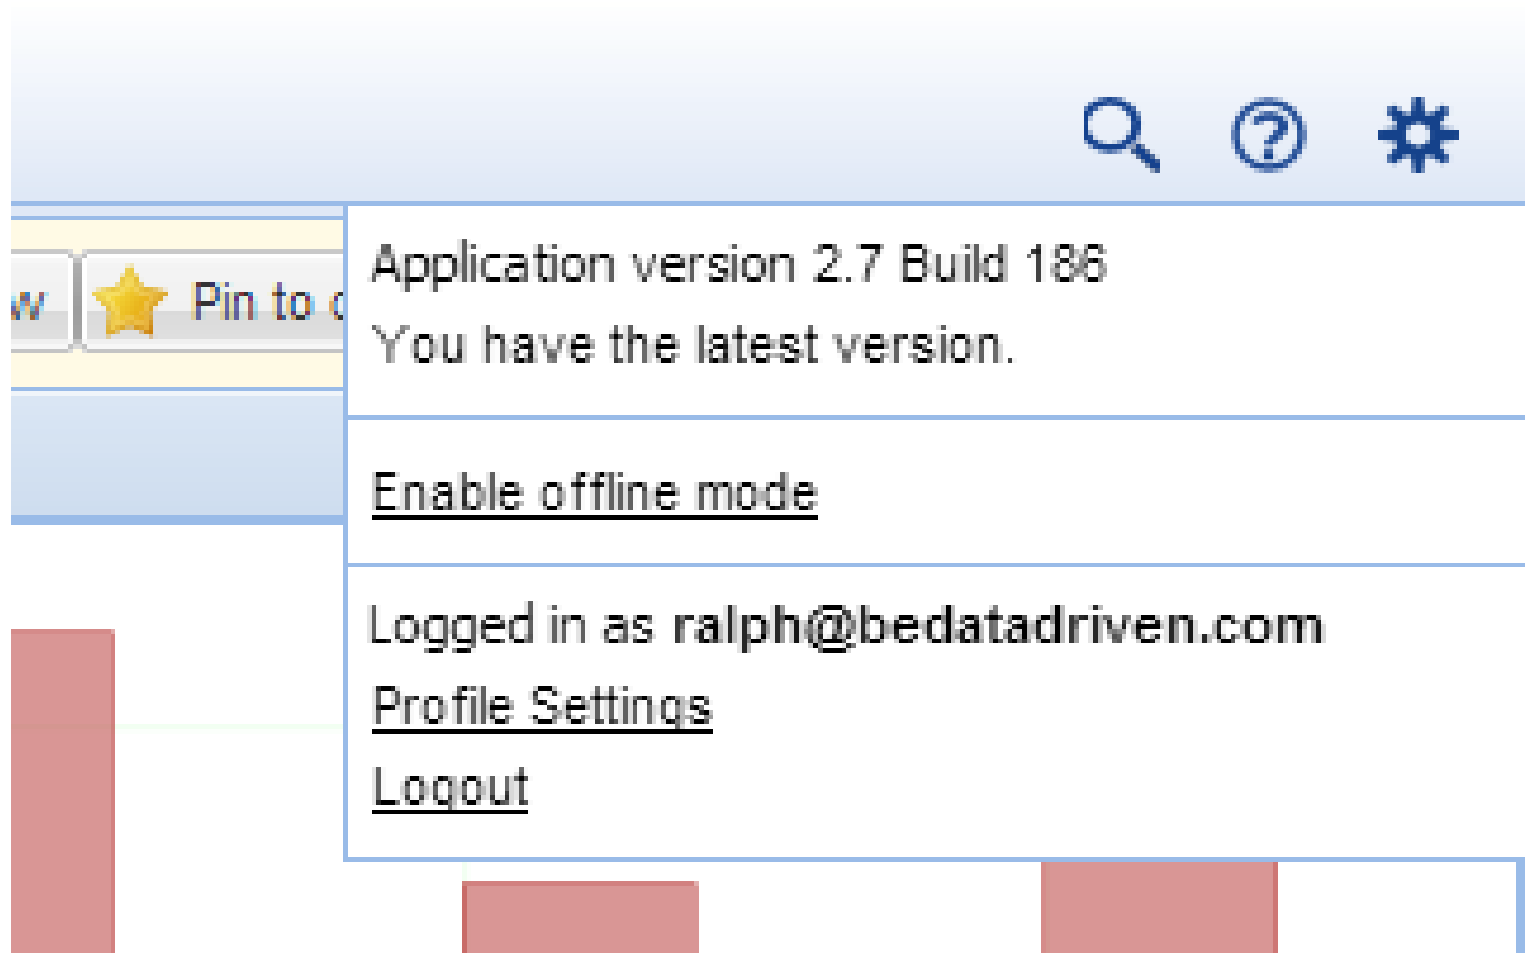 Application version 2.7 Build 186
w
Pin to
You have the latest version.
Enable offline mode
Logged in as ralph@bedatadriven.com
Profile Settings
Logout